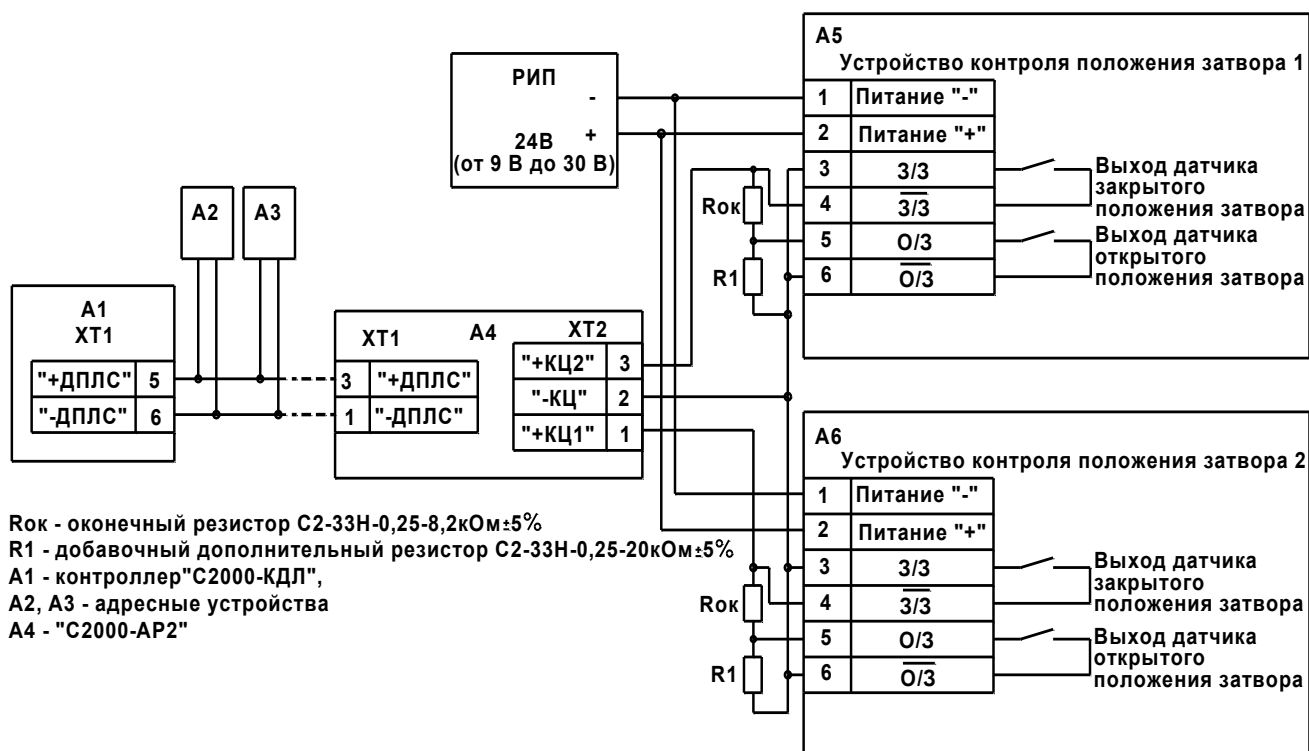 А5
Устройство контроля положения затвора 1
РИП
-
24В +
(от 9 В до 30 В)
1 Питание "-"
2 Питание "+"
3 З/З
4 З/З
5 О/З
6 О/З
Выход датчика
закрытого
положения затвора
Выход датчика
открытого
положения затвора
Rок
R1
А2
А3
А1
ХТ1
"+ДПЛС" 5
"-ДПЛС" 6
ХТ1
А4
ХТ2
3 "+ДПЛС"
1 "-ДПЛС"
"+КЦ2" 3
"-КЦ" 2
"+КЦ1" 1
А6
Устройство контроля положения затвора 2
1 Питание "-"
2 Питание "+"
3 З/З
4 З/З
5 О/З
6 О/З
Выход датчика
закрытого
положения затвора
Выход датчика
открытого
положения затвора
Rок
R1
Rок - оконечный резистор С2-33Н-0,25-8,2кОм±5%
R1 - добавочный дополнительный резистор С2-33Н-0,25-20кОм±5%
А1 - контроллер"С2000-КДЛ",
А2, А3 - адресные устройства
А4 - "С2000-АР2"